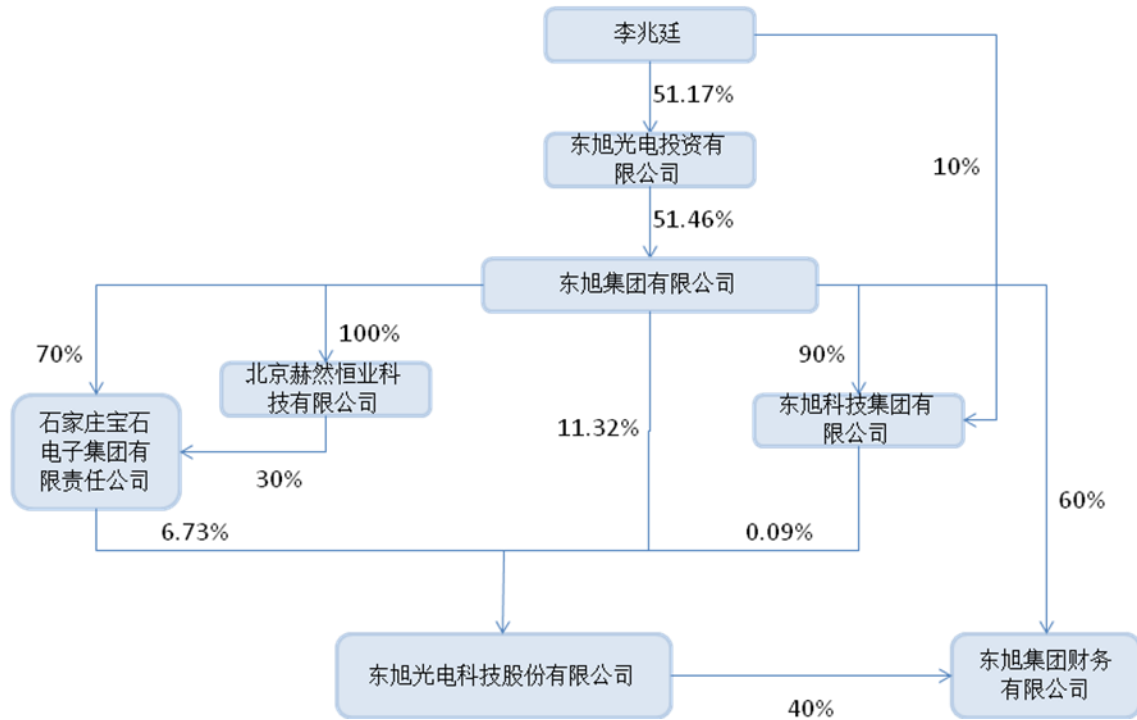 李兆廷
51.17%
东旭光电投资有
限公司
10%
51.46%
东旭集团有限公司
70%
100%
90%
北京赫然恒业科
技有限公司
石家庄宝石
电子集团有
限责任公司
11.32%
东旭科技集团有
限公司
30%
60%
6.73%
0.09%
东旭光电科技股份有限公司
东旭集团财务
有限公司
40%